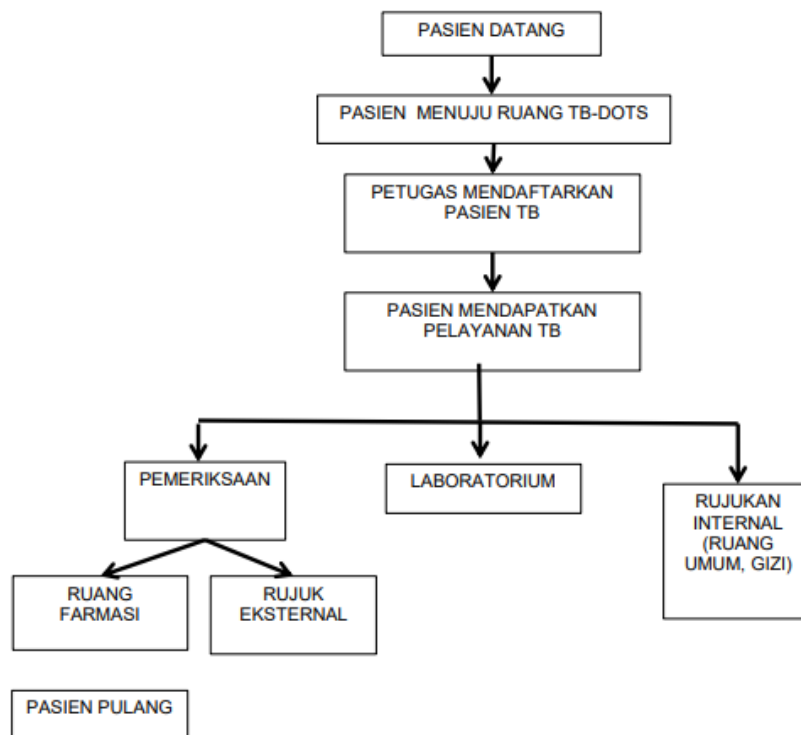 PASIEN DATANG
PASIEN MENUJU RUANG TB-DOTS
PETUGAS MENDAFTARKAN
PASIEN TB
PASIEN MENDAPATKAN
PELAYANAN TB
PEMERIKSAAN
LABORATORIUM
RUJUKAN
INTERNAL
(RUANG
UMUM, GIZI)
RUANG
FARMASI
RUJUK
EKSTERNAL
PASIEN PULANG